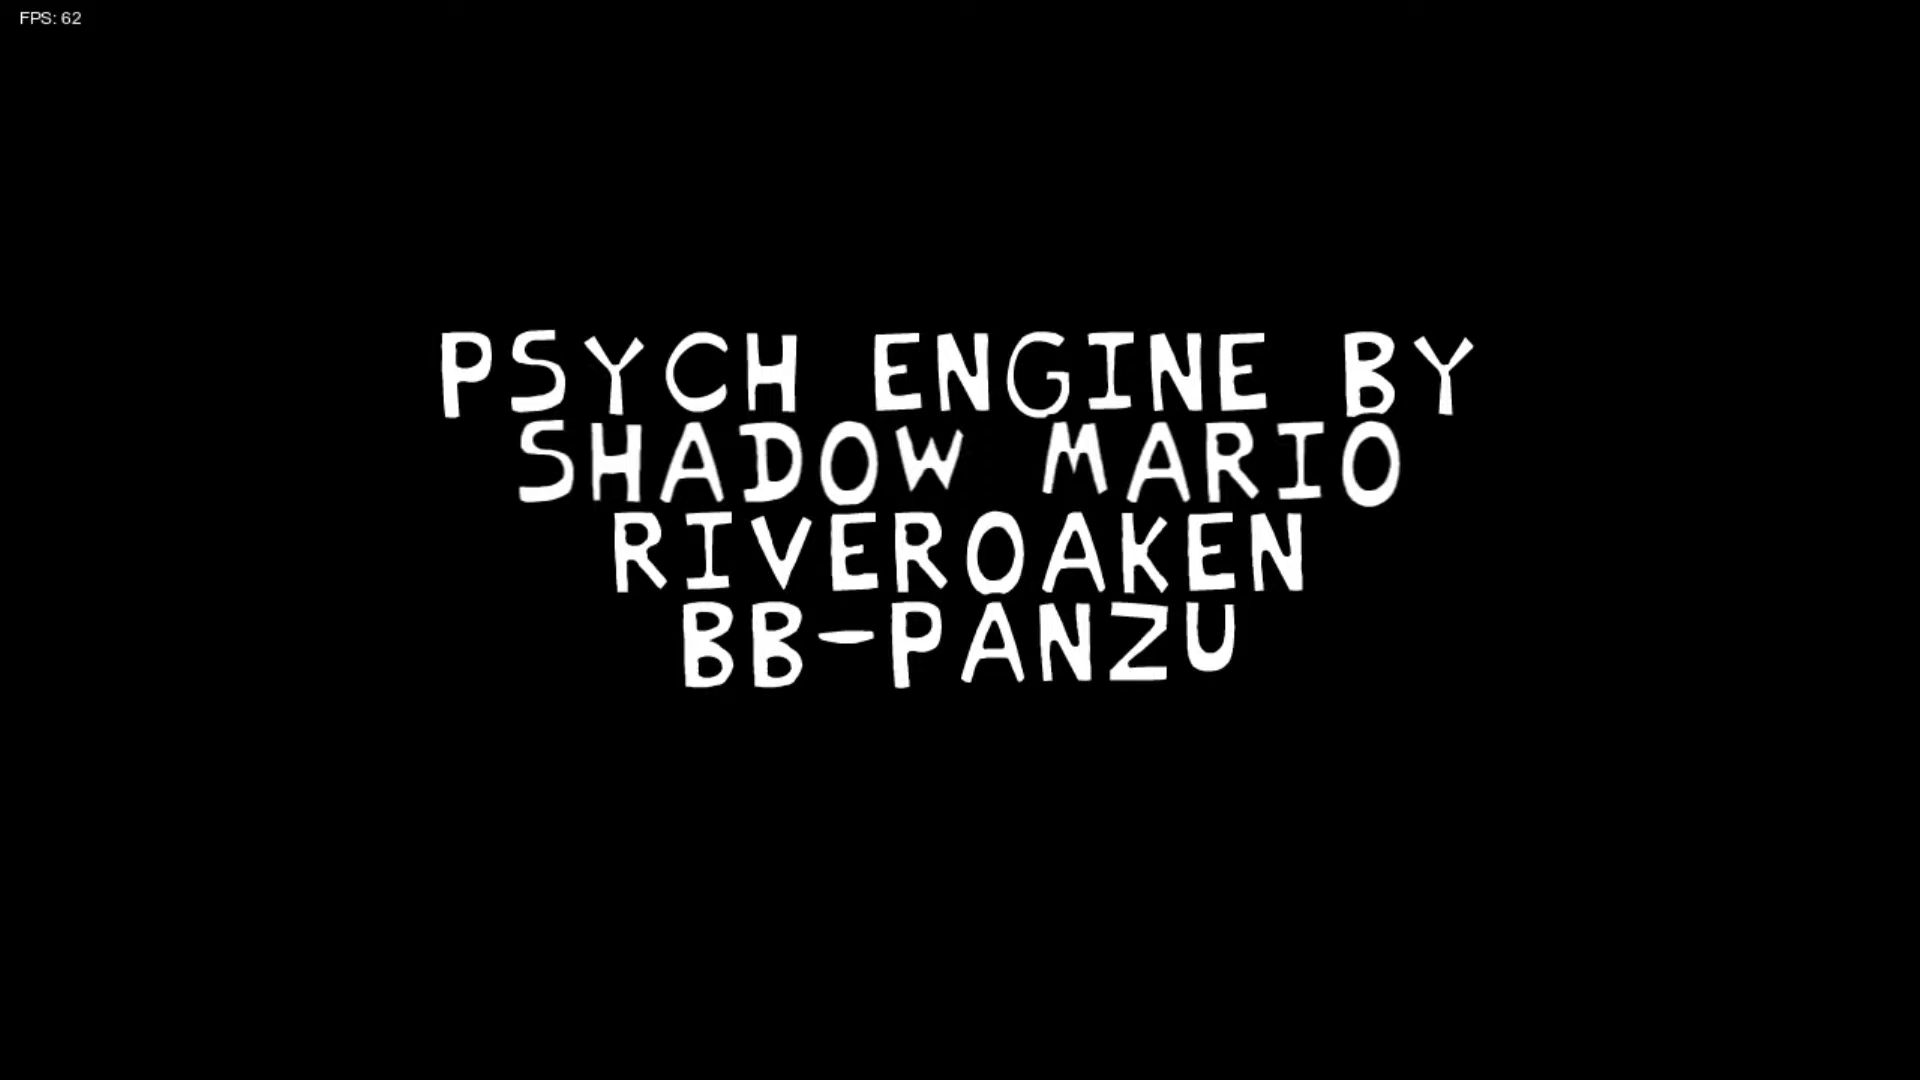 FPS: 62
PSYCH ENGINE BY
SHADOW MARIO
RIVEROAKEN
BB-PANZU